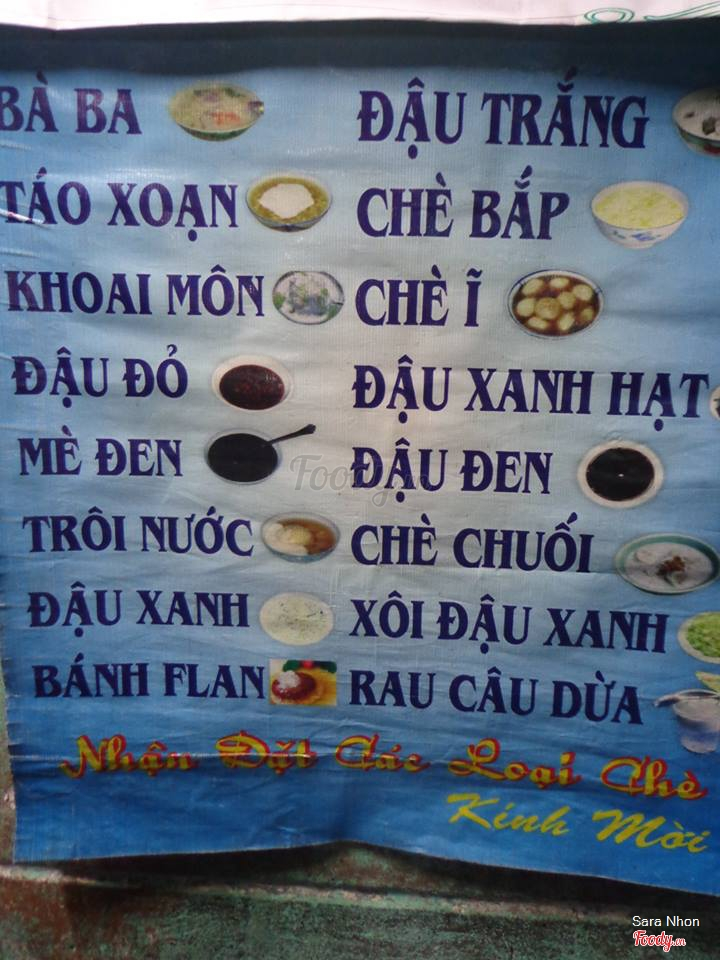 BÀ BA
ĐẬU TRẮNG
TÁO XOẠN
CHÈ BẮP
KHOAI MÔN
CHÈ Ĩ
ĐẬU ĐỎ
ĐẬU XANH HẠT
MÈ ĐEN
ĐẬU ĐEN
TRÔI NƯỚC
CHÈ CHUỐI
ĐẬU XANH
XÔI ĐẬU XANH
BÁNH FLAN
RAU CÂU DỪA
Nhận Đặt Các Loại Chè
Kính Mời
Foody.vn
Sara Nhon
Foody.vn